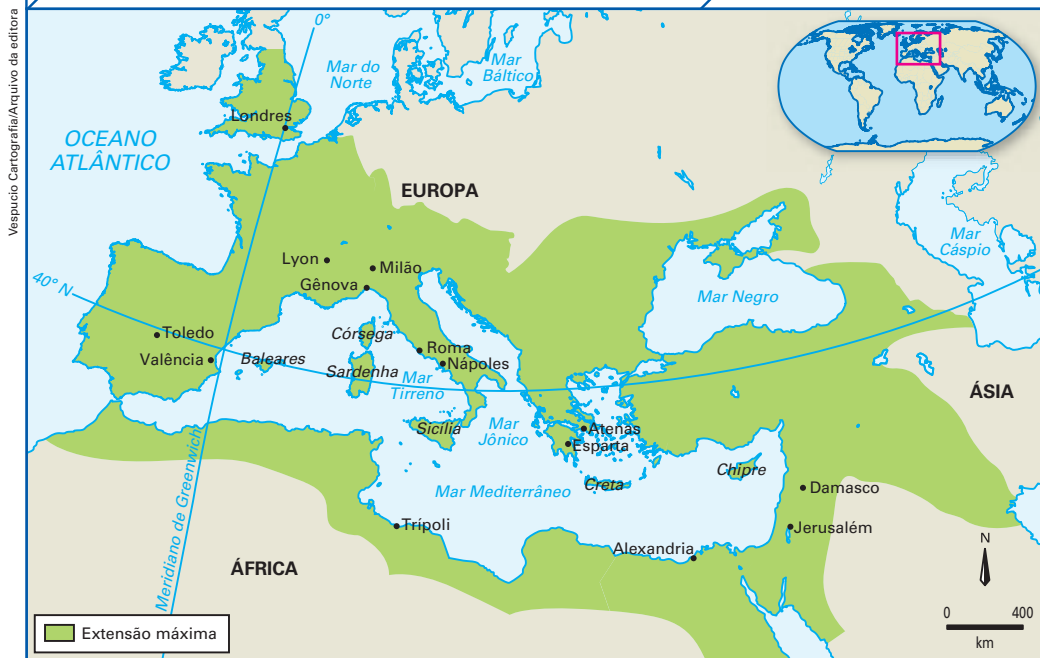 Vespucio Cartografia/Arquivo da editora
0°
Mar do
Norte
Mar
Báltico
Londres
OCEANO
ATLÂNTICO
EUROPA
Mar
Cáspio
Lyon
Milão
Gênova
40° N
Mar Negro
Toledo
Córsega
Roma
Valência
Baleares
Nápoles
Sardenha
Mar
Tirreno
ÁSIA
Sicília
Mar
Jônico
Atenas
Esparta
Chipre
Creta
Mar Mediterrâneo
Damasco
Trípoli
Jerusalém
Alexandria
Meridiano de Greenwich
ÁFRICA
N
0 400
km
Extensão máxima